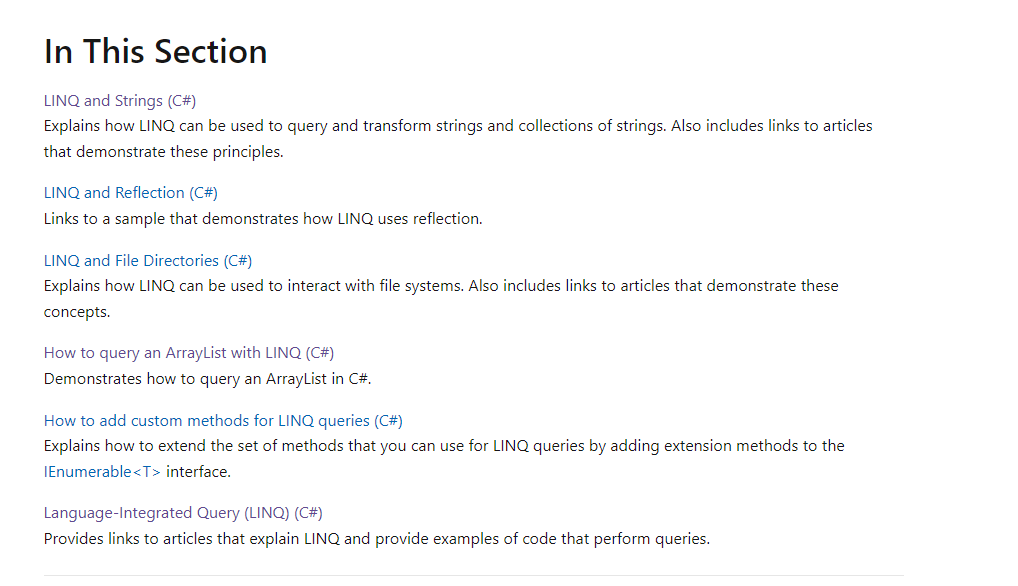 In This Section
LINQ and Strings (C#)
Explains how LINQ can be used to query and transform strings and collections of strings. Also includes links to articles
that demonstrate these principles.
LINQ and Reflection (C#)
Links to a sample that demonstrates how LINQ uses reflection.
LINQ and File Directories (C#)
Explains how LINQ can be used to interact with file systems. Also includes links to articles that demonstrate these
concepts.
How to query an ArrayList with LINQ (C#)
Demonstrates how to query an ArrayList in C#.
How to add custom methods for LINQ queries (C#)
Explains how to extend the set of methods that you can use for LINQ queries by adding extension methods to the
IEnumerable<T> interface.
Language-Integrated Query (LINQ) (C#)
Provides links to articles that explain LINQ and provide examples of code that perform queries.